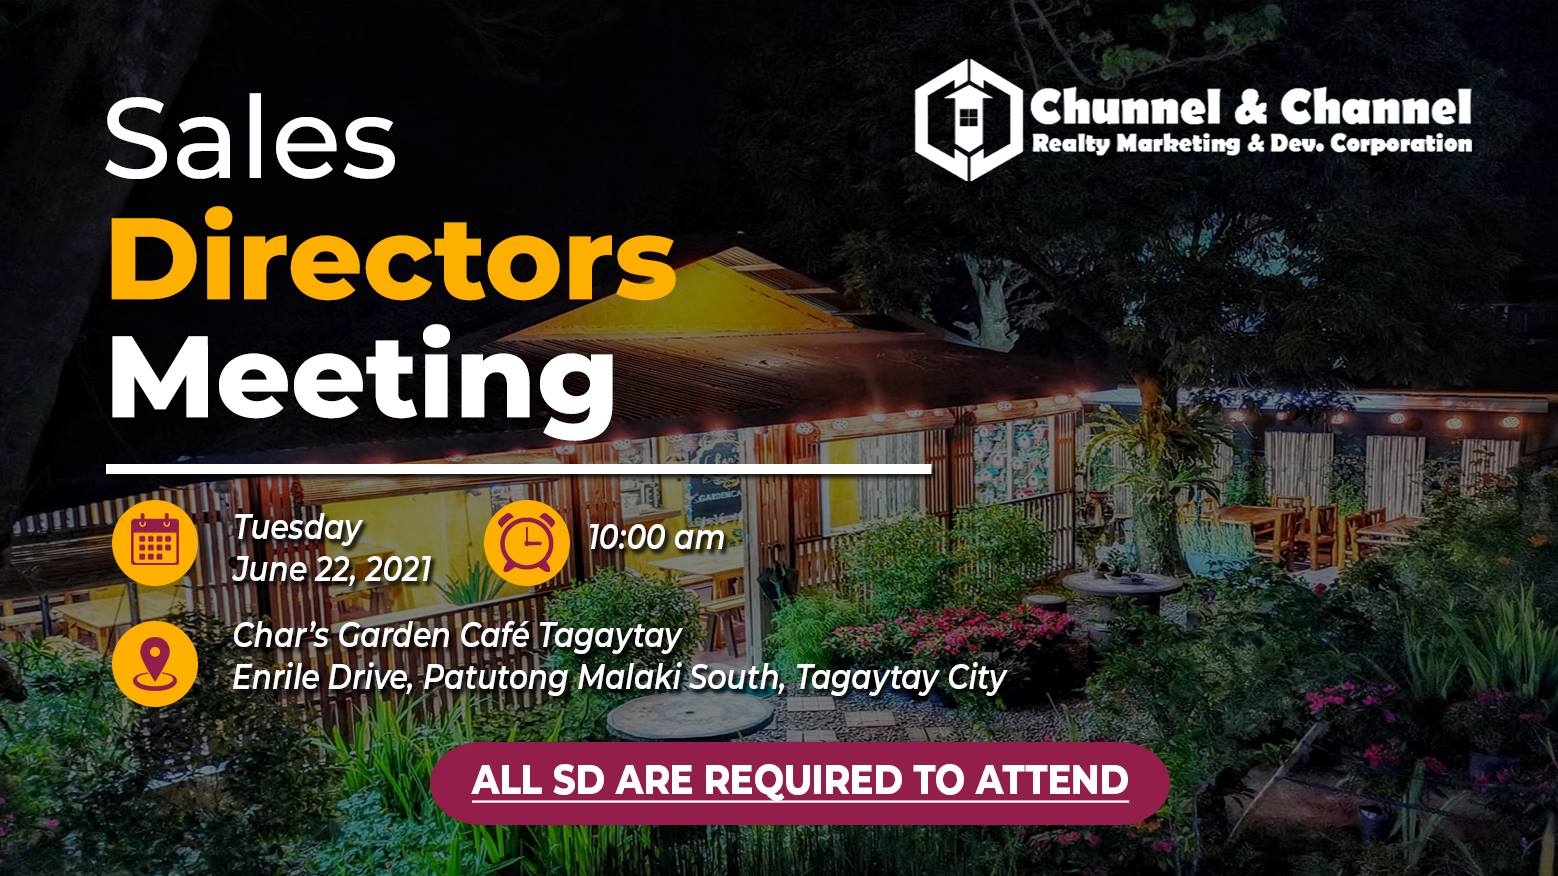 Sales
Directors
Meeting
Chunnel & Channel
Realty Marketing & Dev. Corporation
Tuesday
June 22, 2021
10:00 am
Char's Garden Café Tagaytay
Enrile Drive, Patutong Malaki South, Tagaytay City
ALL SD ARE REQUIRED TO ATTEND